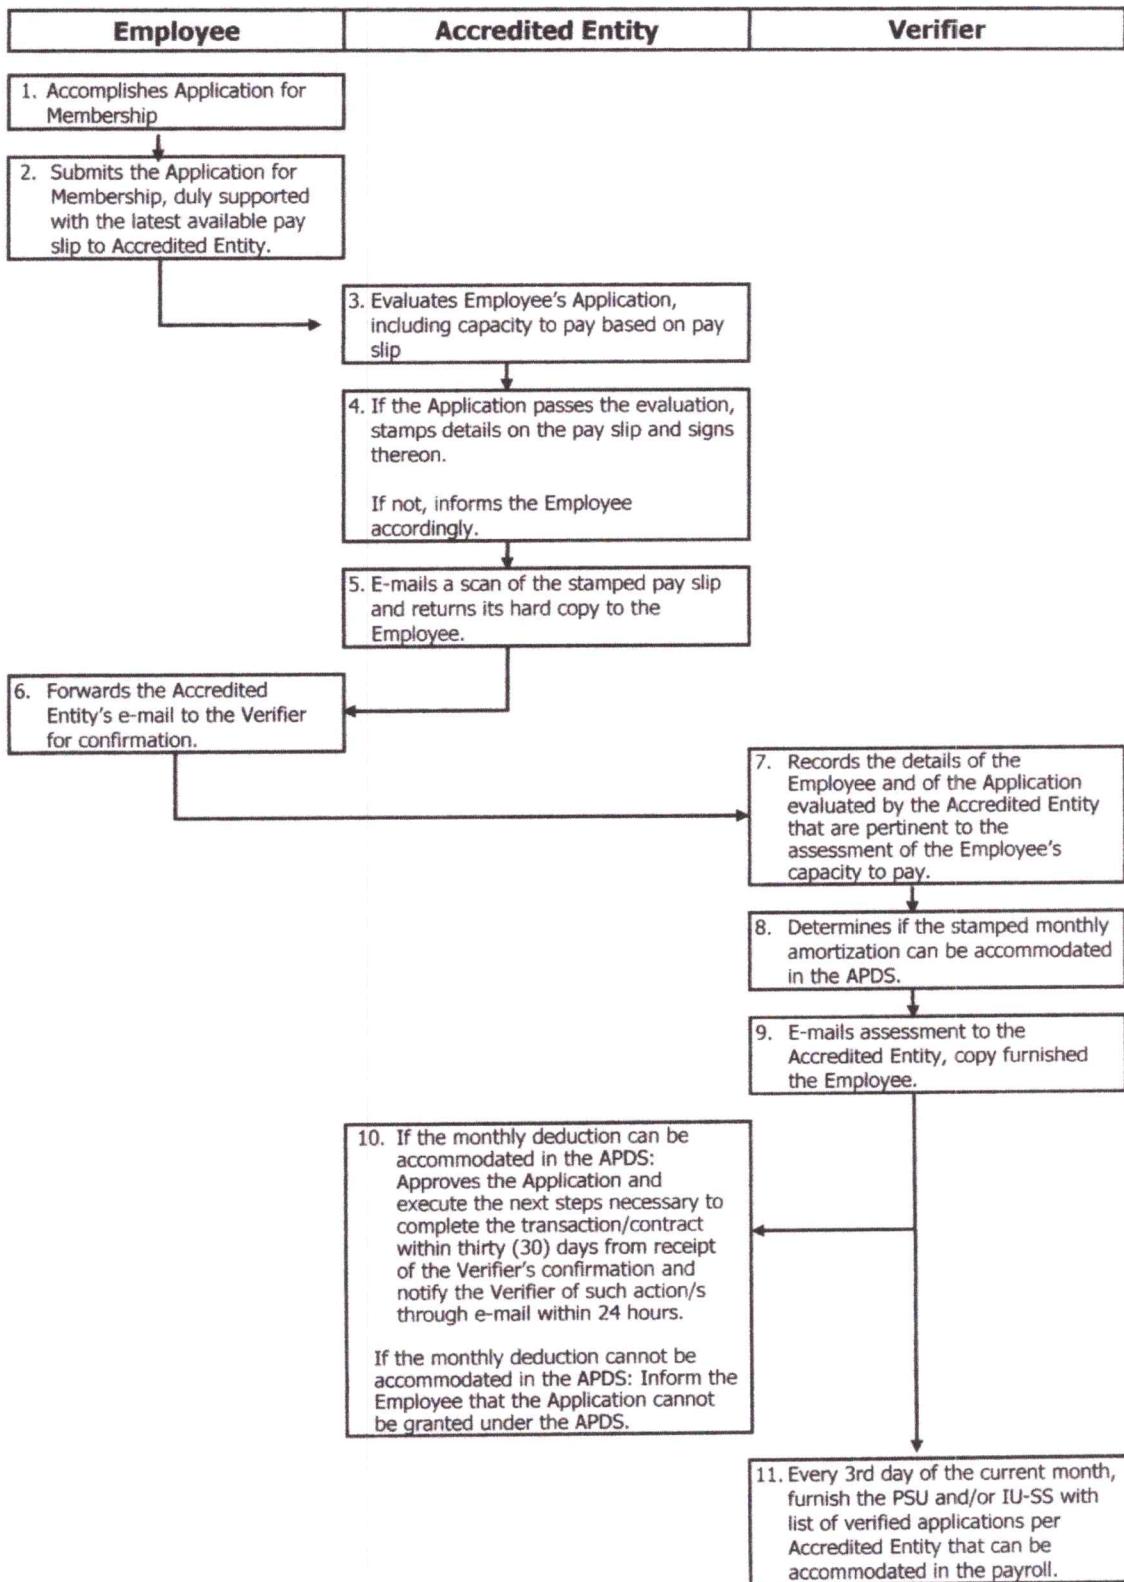 Employee
Accredited Entity
Verifier
1. Accomplishes Application for
Membership
2. Submits the Application for
Membership, duly supported
with the latest available pay
slip to Accredited Entity.
3. Evaluates Employee's Application,
including capacity to pay based on pay
slip
4. If the Application passes the evaluation,
stamps details on the pay slip and signs
thereon.
If not, informs the Employee
accordingly.
5. E-mails a scan of the stamped pay slip
and returns its hard copy to the
Employee.
6. Forwards the Accredited
Entity's e-mail to the Verifier
for confirmation.
7. Records the details of the
Employee and of the Application
evaluated by the Accredited Entity
that are pertinent to the
assessment of the Employee's
capacity to pay.
8. Determines if the stamped monthly
amortization can be accommodated
in the APDS.
9. E-mails assessment to the
Accredited Entity, copy furnished
the Employee.
10. If the monthly deduction can be
accommodated in the APDS:
Approves the Application and
execute the next steps necessary to
complete the transaction/contract
within thirty (30) days from receipt
of the Verifier's confirmation and
notify the Verifier of such action/s
through e-mail within 24 hours.
If the monthly deduction cannot be
accommodated in the APDS: Inform the
Employee that the Application cannot
be granted under the APDS.
11. Every 3rd day of the current month,
furnish the PSU and/or IU-SS with
list of verified applications per
Accredited Entity that can be
accommodated in the payroll.